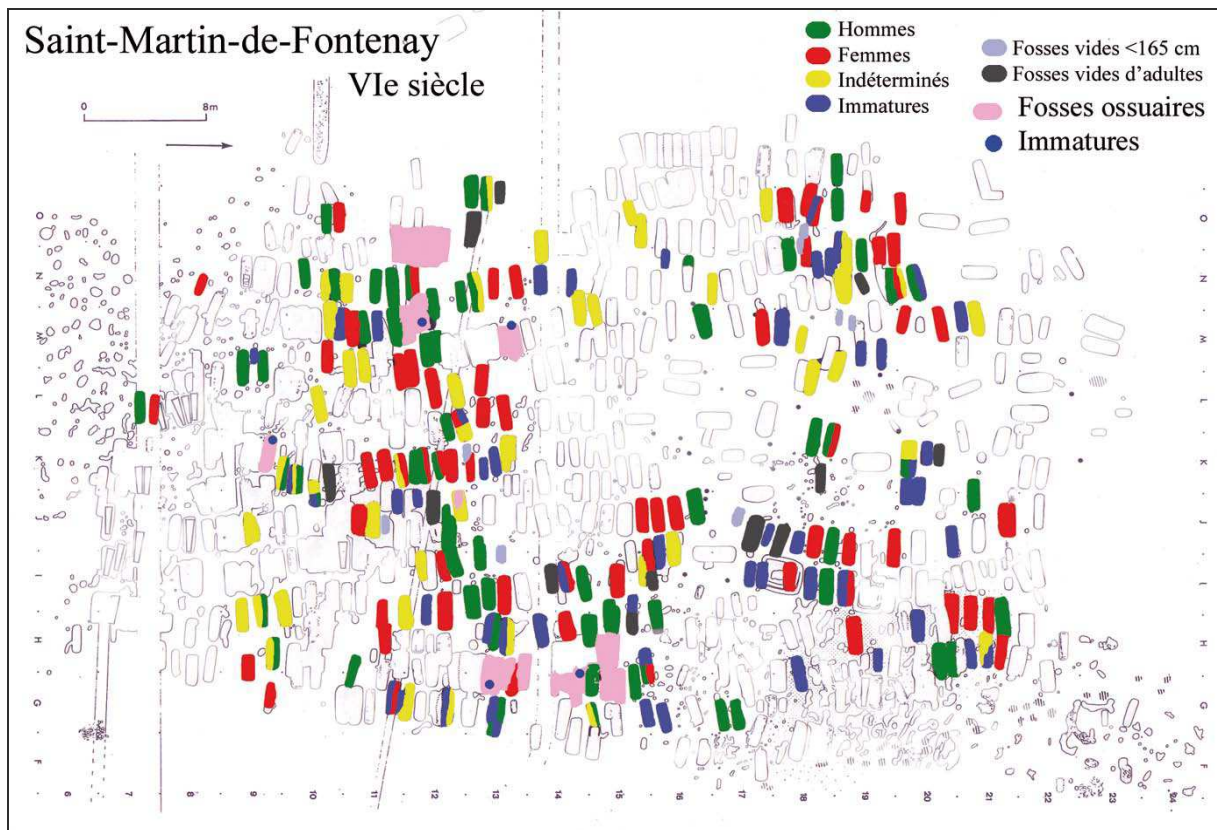 Saint-Martin-de-Fontenay
VIe siècle
0 8m
Hommes
Femmes
Indéterminés
Immatures
Fosses vides <165 cm
Fosses vides d'adultes
Fosses ossuaires
Immatures
O
N
M
L
K
J
I
H
G
F
O
N
M
L
K
J
I
H
G
F
6 7 8 9 10 11 12 13 14 15 16 17 18 19 20 21 22 23 24